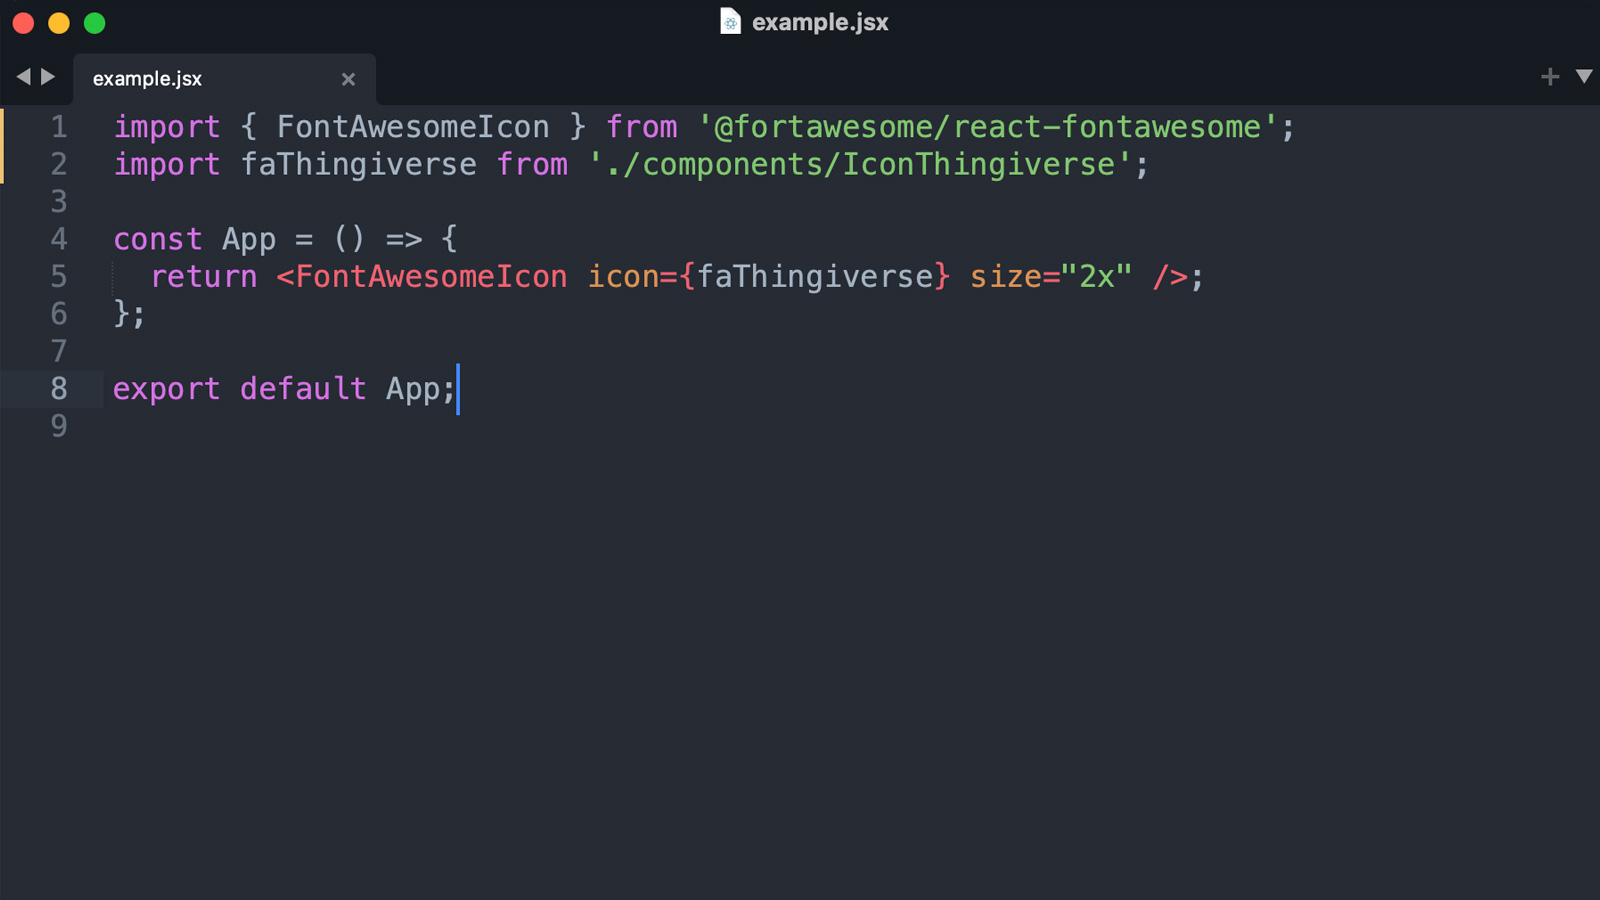 example.jsx
example.jsx
1 import { FontAwesomeIcon } from '@fortawesome/react-fontawesome';
2 import faThingiverse from './components/IconThingiverse';
3
4 const App = () => {
5   return <FontAwesomeIcon icon={faThingiverse} size="2x" />;
6 };
7
8 export default App;
9